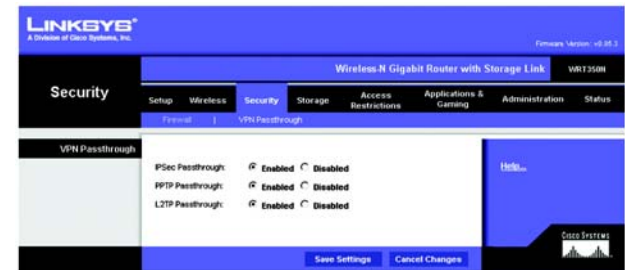 LINKSYS®
A Division of Cisco Systems, Inc.
Firmware Version: v0.95.3
Wireless-N Gigabit Router with Storage Link WRT350N
Security
Setup Wireless Security Storage Access Restrictions Applications & Gaming Administration Status
Firewall | VPN Passthrough
VPN Passthrough
IPSec Passthrough: Enabled Disabled
PPTP Passthrough: Enabled Disabled
L2TP Passthrough: Enabled Disabled
Help...
Save Settings Cancel Changes
CISCO SYSTEMS